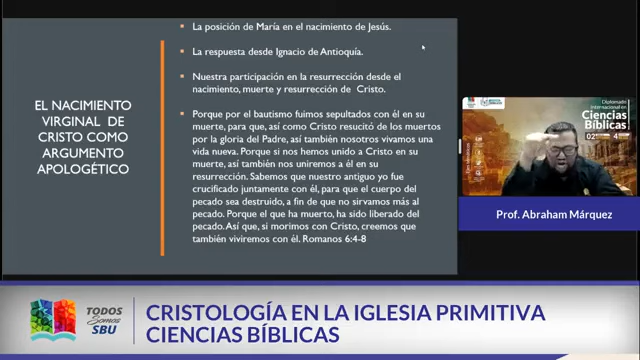 EL NACIMIENTO
VIRGINAL DE
CRISTO COMO
ARGUMENTO
APOLOGÉTICO
La posición de María en el nacimiento de Jesús.
La respuesta desde Ignacio de Antioquía.
Nuestra participación en la resurrección desde el
nacimiento, muerte y resurrección de Cristo.
Porque por el bautismo fuimos sepultados con él en su
muerte, para que, así como Cristo resucitó de los muertos
por la gloria del Padre, así también nosotros vivamos una
vida nueva. Porque si nos hemos unido a Cristo en su
muerte, así también nos uniremos a él en su
resurrección. Sabemos que nuestro antiguo yo fue
crucificado juntamente con él, para que el cuerpo del
pecado sea destruido, a fin de que no sirvamos más al
pecado. Porque el que ha muerto, ha sido liberado del
pecado. Así que, si morimos con Cristo, creemos que
también viviremos con él. Romanos 6:4-8
Diplomado
Internacional en
Ciencias
Bíblicas
Prof. Abraham Márquez
TODOS
Somos
SBU
CRISTOLOGÍA EN LA IGLESIA PRIMITIVA
CIENCIAS BÍBLICAS